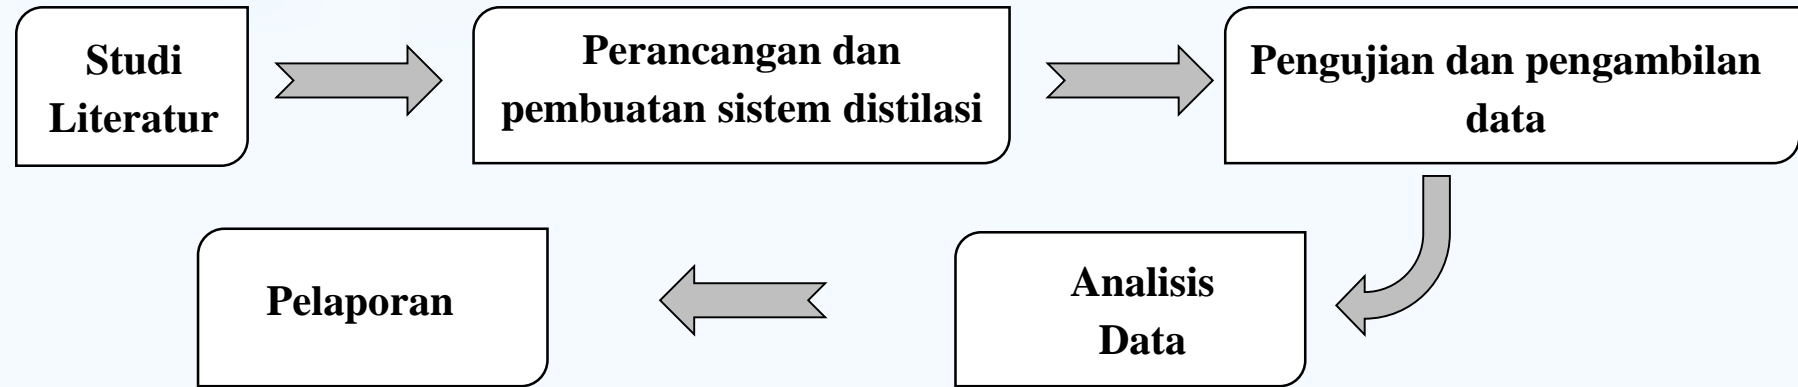 Studi
Literatur
Perancangan dan
pembuatan sistem distilasi
Pengujian dan pengambilan
data
Analisis
Data
Pelaporan